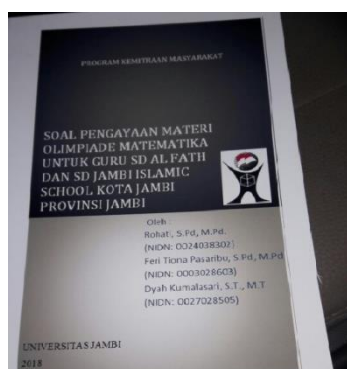 PROGRAM KEMITRAAN MASYARAKAT
SOAL PENGAYAAN MATERI
OLIMPIADE MATEMATIKA
UNTUK GURU SD AL FATH
DAN SD JAMBI ISLAMIC
SCHOOL KOTA JAMBI
PROVINSI JAMBI
Oleh :
Rohati, S.Pd, M.Pd.
(NIDN: 0024038302)
Feri Tiona Pasaribu, S.Pd, M.Pd
(NIDN: 0003028603)
Dyah Kumalasari, S.T., M.T
(NIDN: 0027028505)
UNIVERSITAS JAMBI
2018